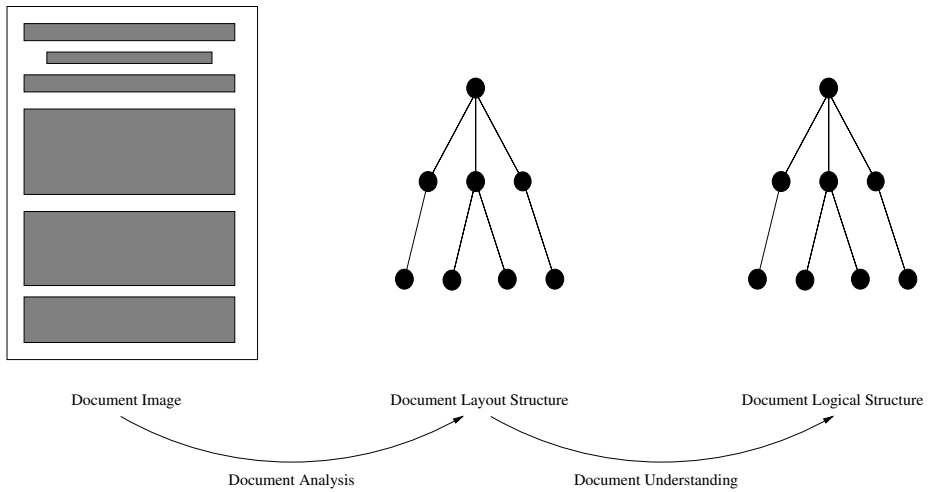 Document Image
Document Layout Structure
Document Logical Structure
Document Analysis
Document Understanding